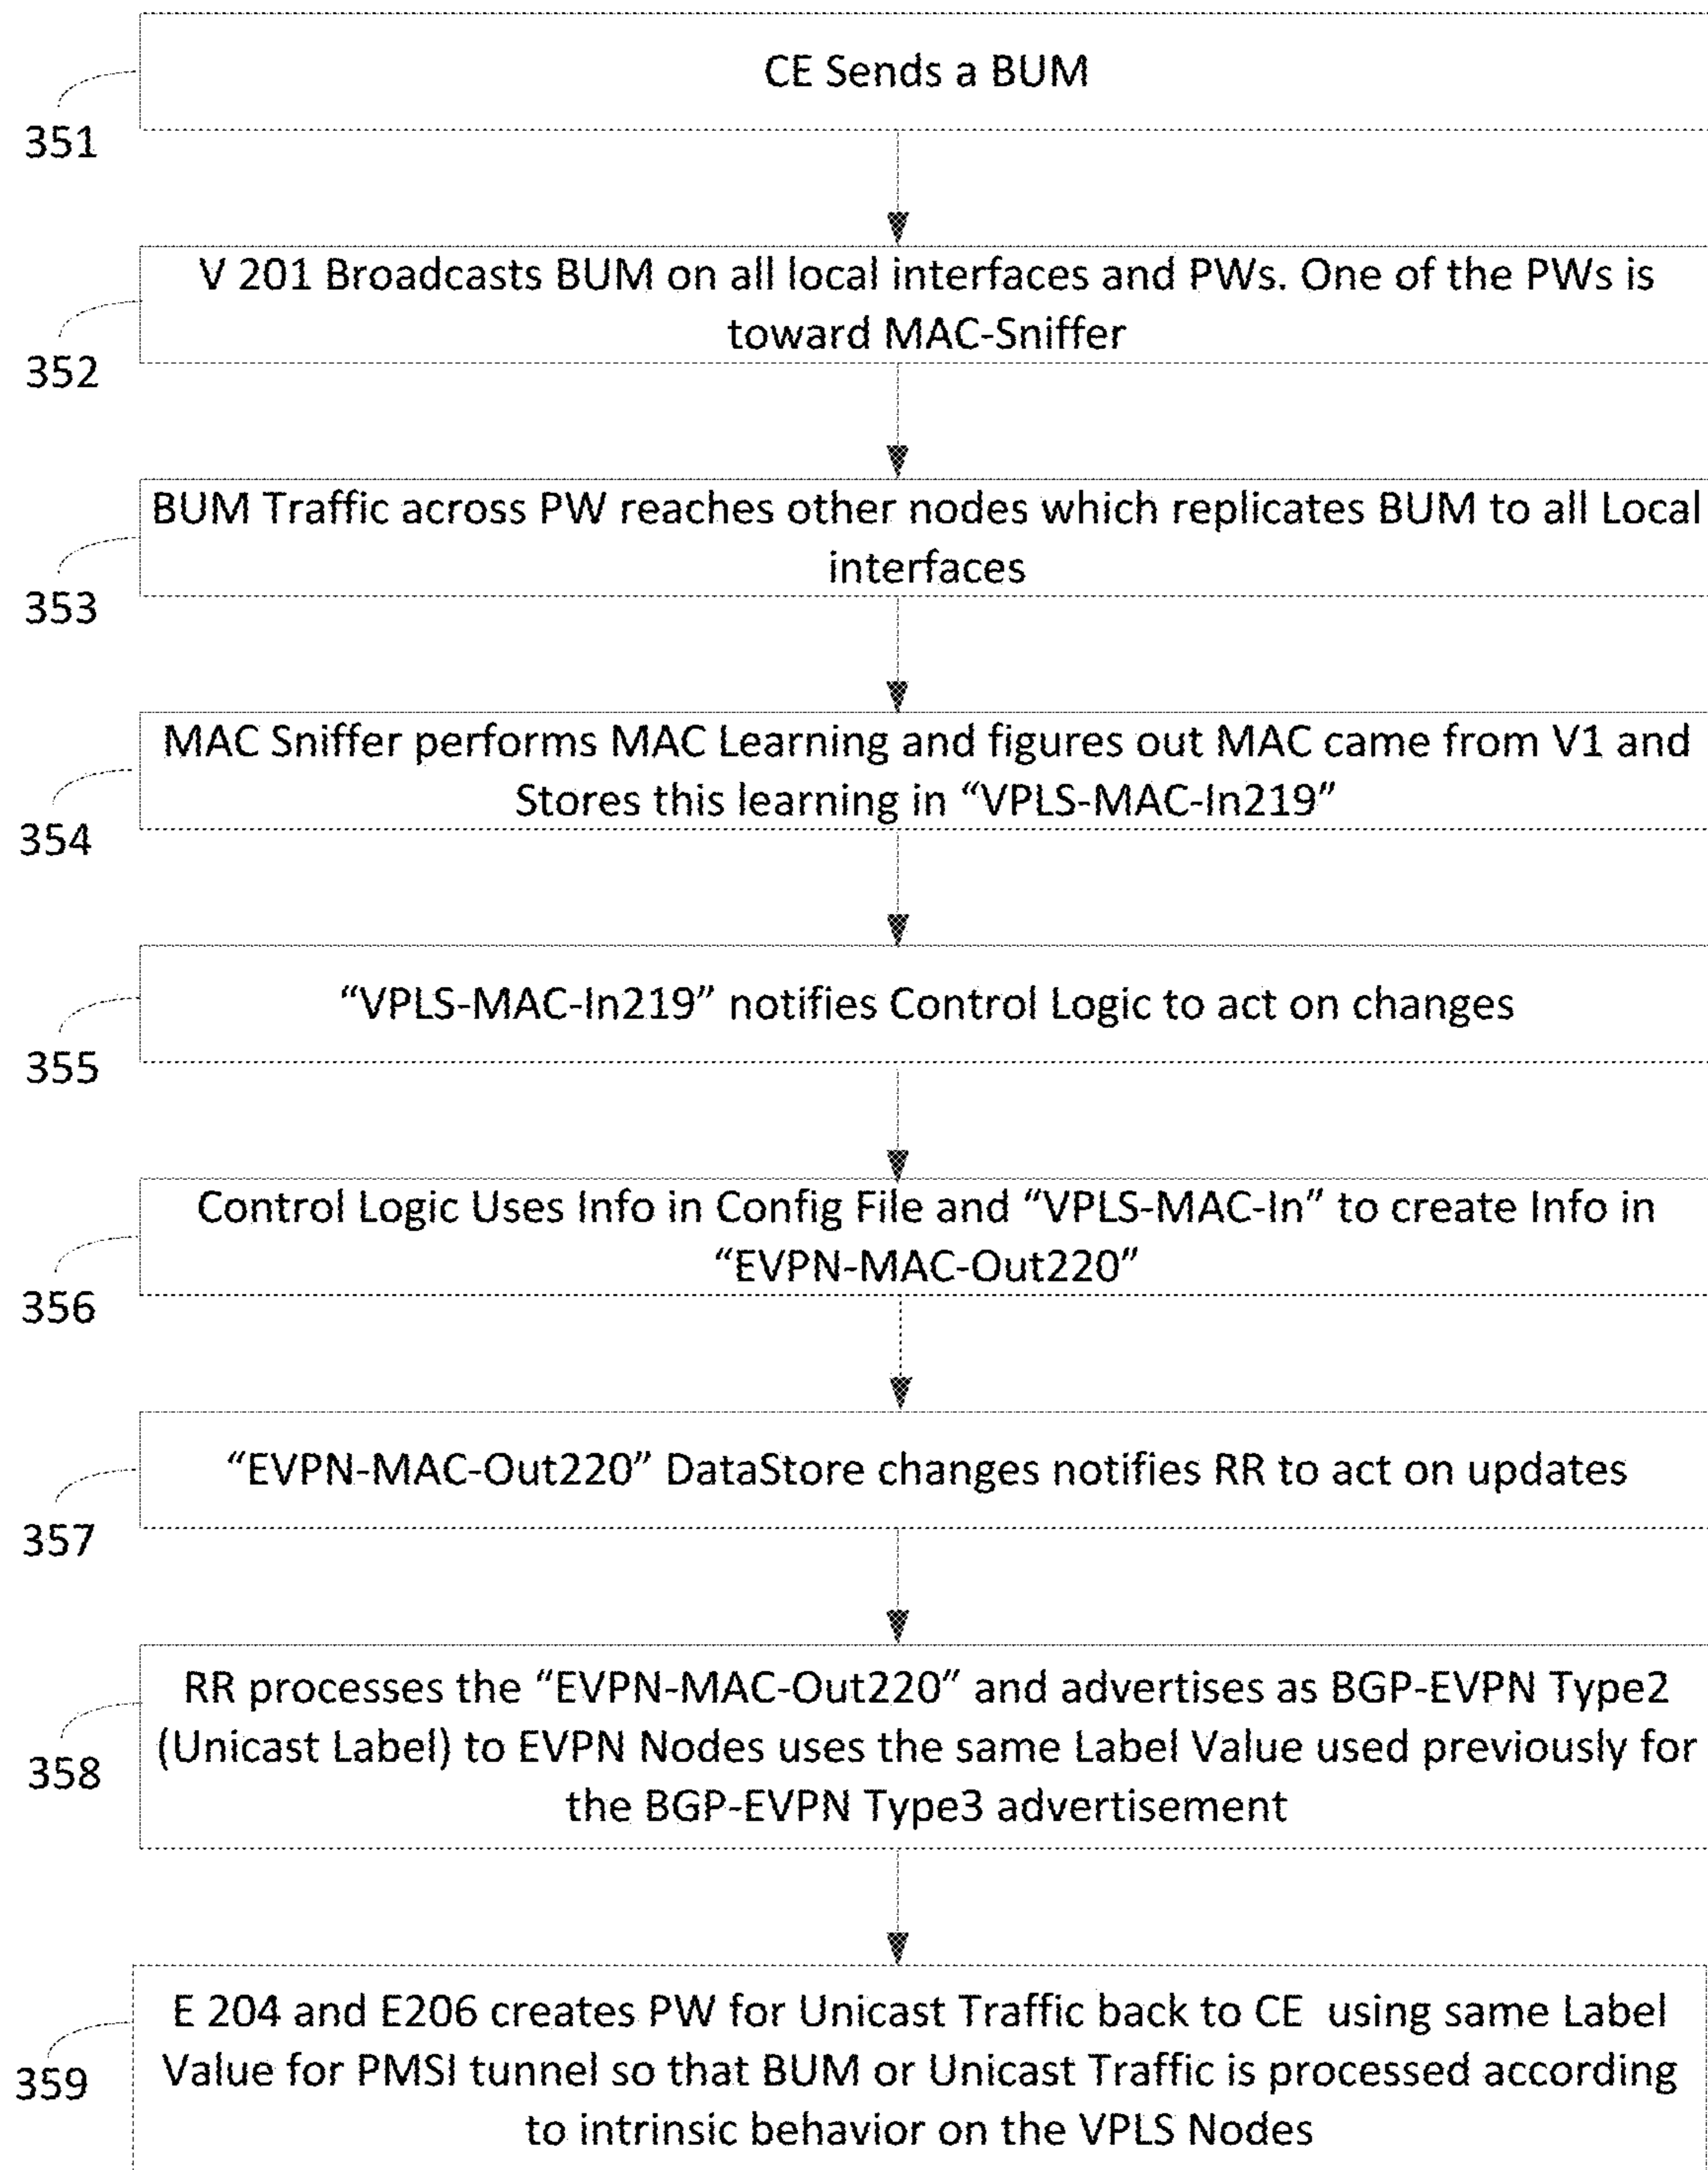 CE Sends a BUM
351
V 201 Broadcasts BUM on all local interfaces and PWs. One of the PWs is
toward MAC-Sniffer
352
BUM Traffic across PW reaches other nodes which replicates BUM to all Local
interfaces
353
MAC Sniffer performs MAC Learning and figures out MAC came from V1 and
Stores this learning in “VPLS-MAC-In219”
354
“VPLS-MAC-In219” notifies Control Logic to act on changes
355
Control Logic Uses Info in Config File and “VPLS-MAC-In” to create Info in
“EVPN-MAC-Out220”
356
“EVPN-MAC-Out220” DataStore changes notifies RR to act on updates
357
RR processes the “EVPN-MAC-Out220” and advertises as BGP-EVPN Type2
(Unicast Label) to EVPN Nodes uses the same Label Value used previously for
the BGP-EVPN Type3 advertisement
358
E 204 and E206 creates PW for Unicast Traffic back to CE using same Label
Value for PMSI tunnel so that BUM or Unicast Traffic is processed according
to intrinsic behavior on the VPLS Nodes
359